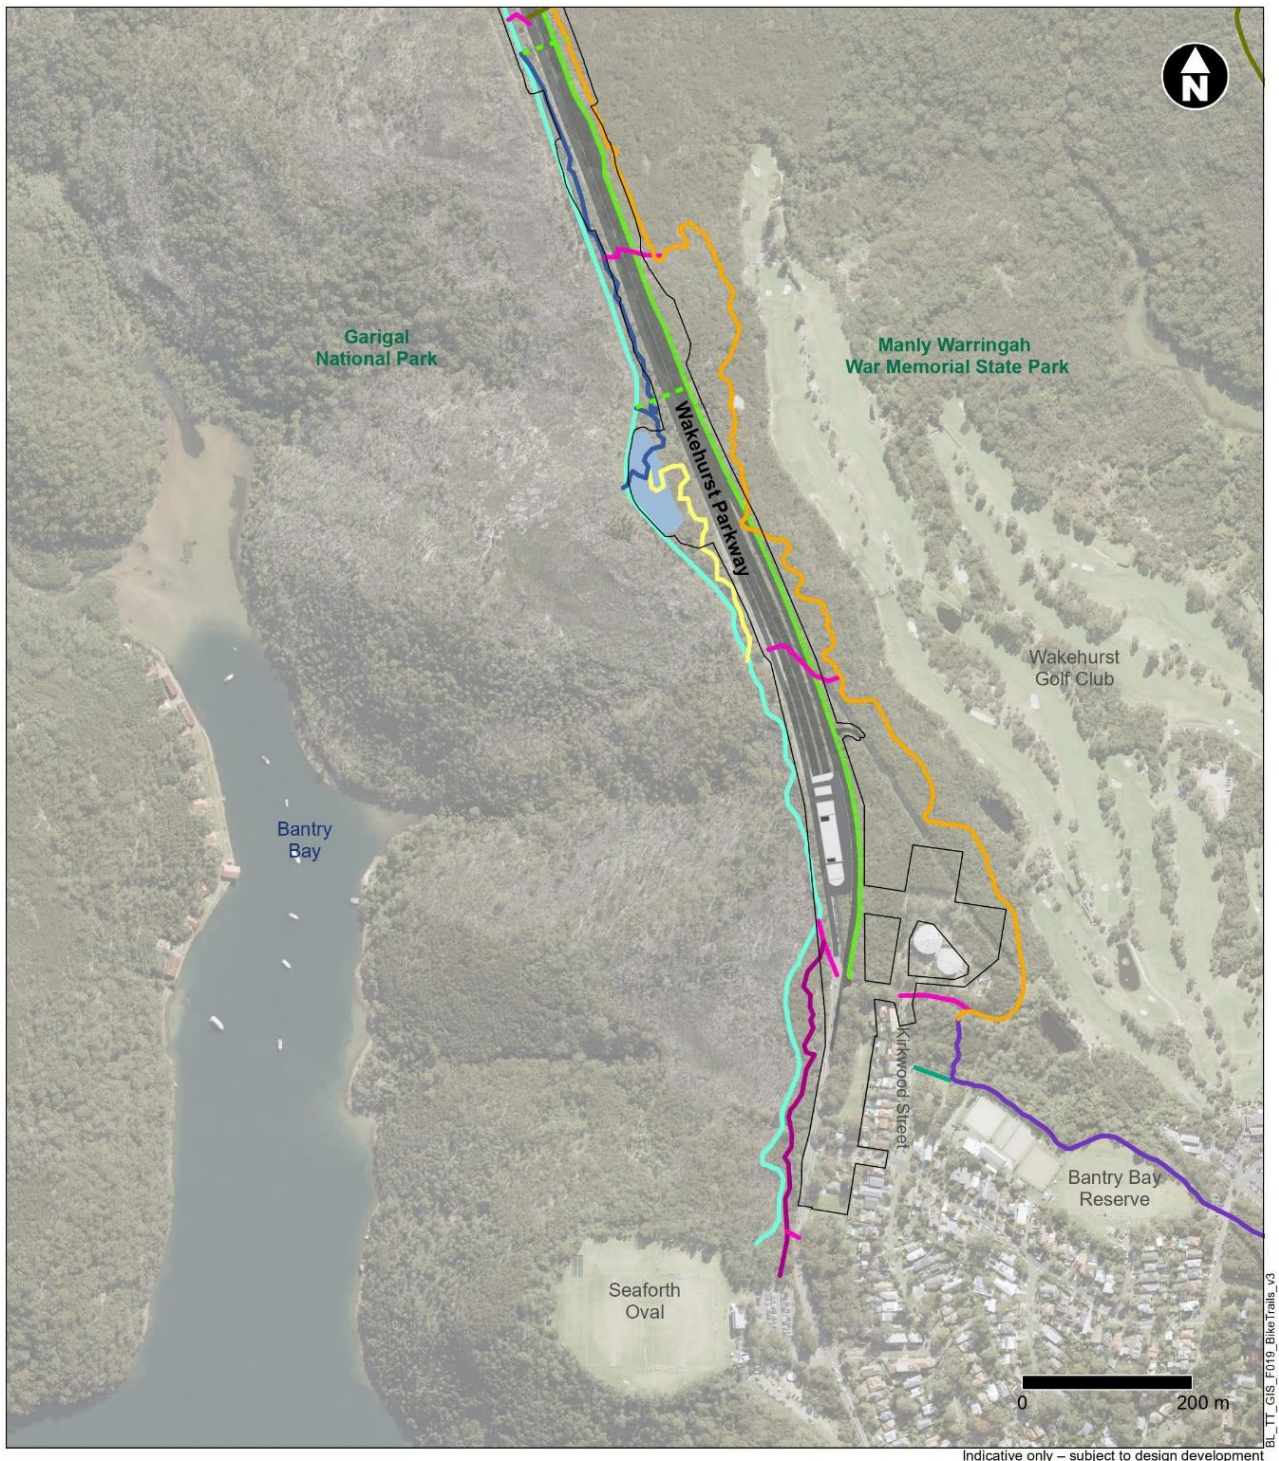 N
Garigal
National Park
Manly Warringah
War Memorial State Park
Wakehurst Parkway
Wakehurst
Golf Club
Bantry
Bay
Kirkwood Street
Bantry Bay
Reserve
Seaforth
Oval
0 200 m
BL_TT_GIS_F019_BikeTrails_v3
Indicative only – subject to design development